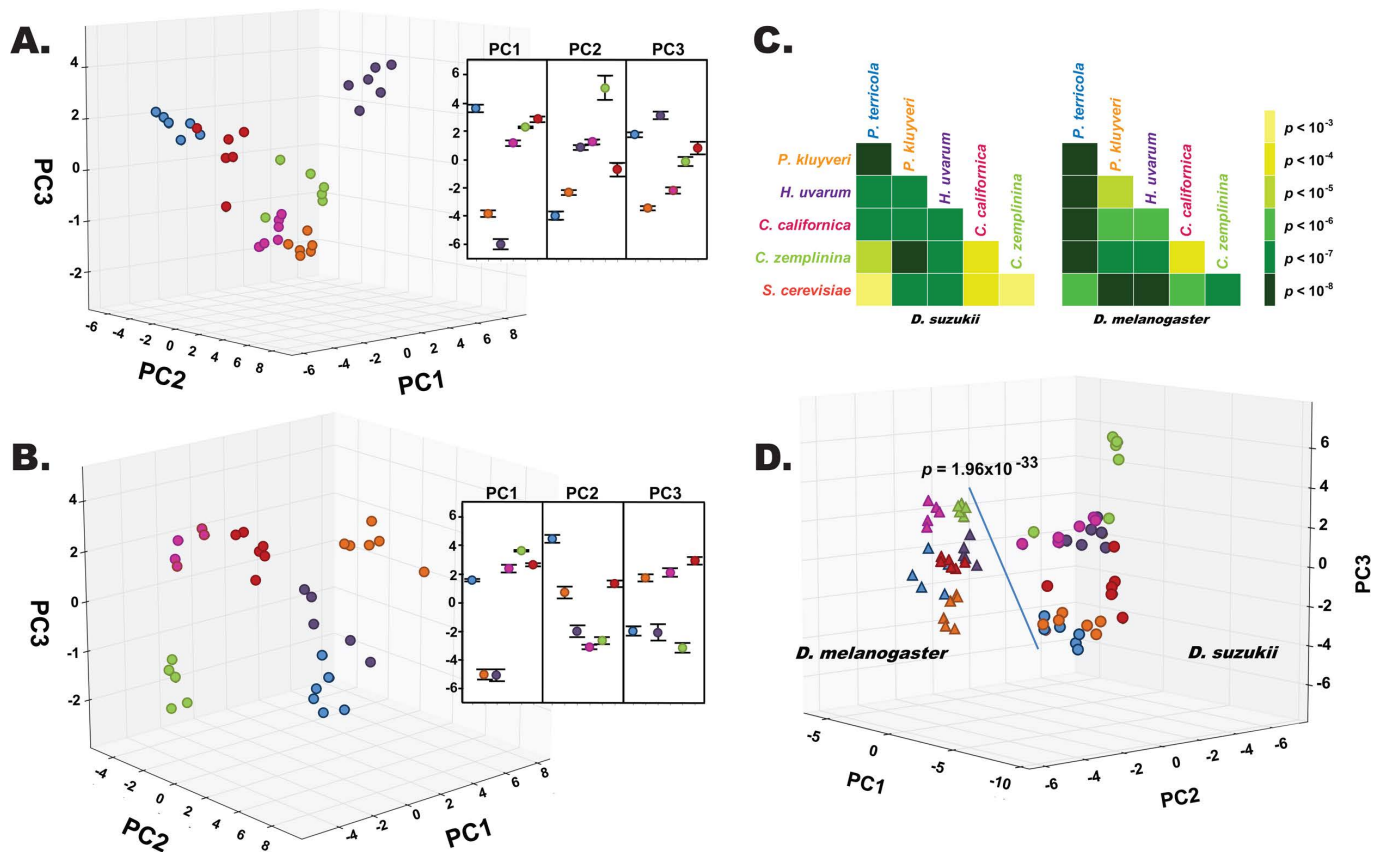 A.
PC3
4
2
0
-1
-2
-6 -4 -2 0 2 4 6 8
PC2
-6 -4 -2 0 2 4 6 8
PC1
PC1 PC2 PC3
6
4
2
0
-2
-4
-6
B.
PC3
4
2
0
-1
-2
-4 -2 0 2 4 6 8
PC2
-4 -2 0 2 4 6 8
PC1
PC1 PC2 PC3
6
4
2
0
-2
-4
-6
C.
P. terricola
P. kluyveri
H. uvarum
C. californica
C. zemplinina
P. kluyveri
H. uvarum
C. californica
C. zemplinina
S. cerevisiae
D. suzukii
P. terricola
P. kluyveri
H. uvarum
C. californica
C. zemplinina
D. melanogaster
p < 10-3
p < 10-4
p < 10-5
p < 10-6
p < 10-7
p < 10-8
D.
p = 1.96x10 -33
D. melanogaster
D. suzukii
6
4
2
0
-2
-4
-6
PC3
-5 0 -5 -10
PC1
-6 -4 -2 0 -2 -4 -6
PC2